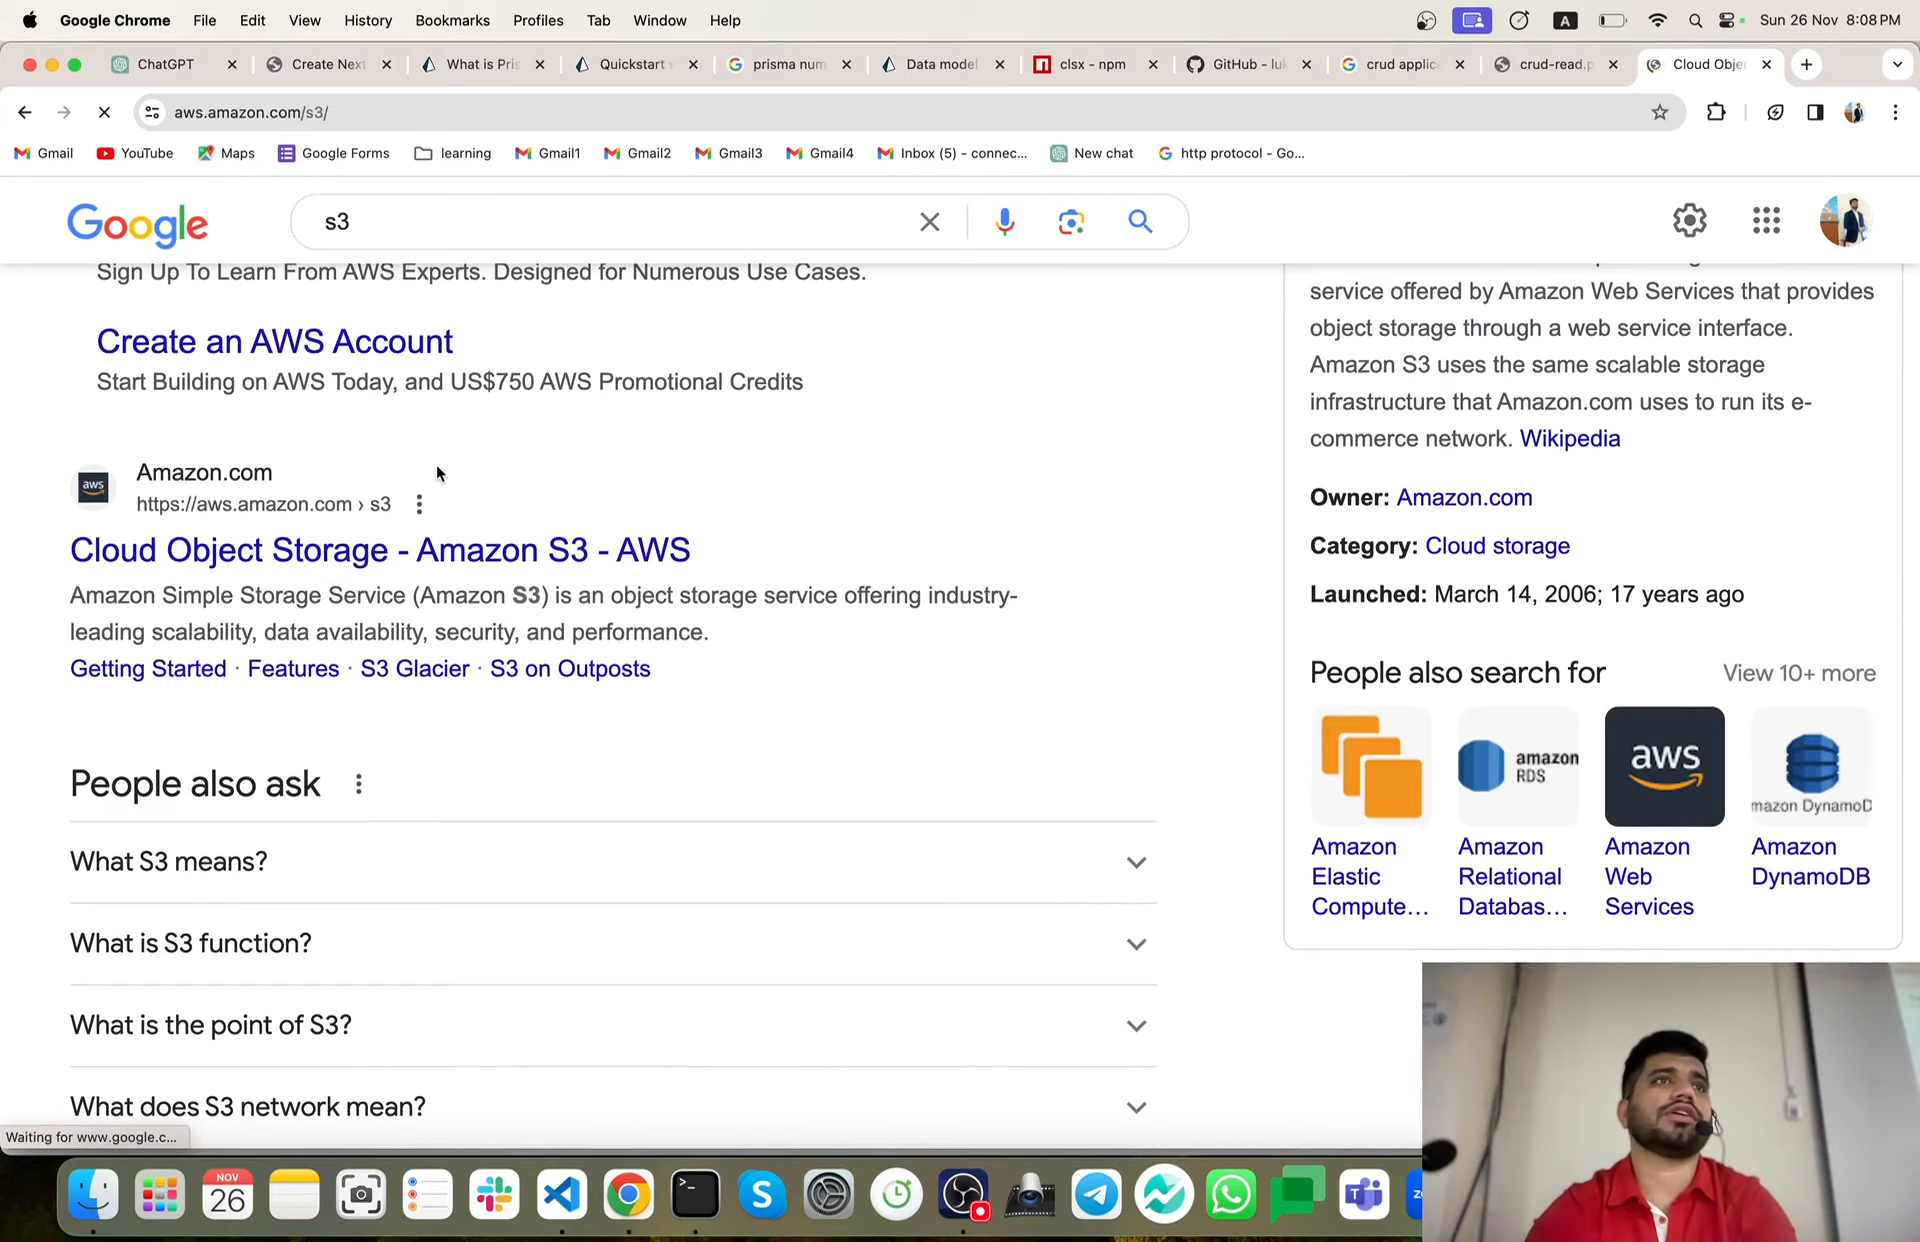 Google Chrome File Edit View History Bookmarks Profiles Tab Window Help A Sun 26 Nov 8:08 PM
ChatGPT Create Next What is Pris Quickstart prisma num Data model clsx - npm GitHub - luk crud applic crud-read.p Cloud Obje
aws.amazon.com/s3/
Gmail YouTube Maps Google Forms learning Gmail1 Gmail2 Gmail3 Gmail4 Inbox (5) - connec... New chat http protocol - Go...
Google s3
Sign Up To Learn From AWS Experts. Designed for Numerous Use Cases.
Create an AWS Account
Start Building on AWS Today, and US$750 AWS Promotional Credits
aws
Amazon.com
https://aws.amazon.com › s3
Cloud Object Storage - Amazon S3 - AWS
Amazon Simple Storage Service (Amazon S3) is an object storage service offering industry-
leading scalability, data availability, security, and performance.
Getting Started · Features · S3 Glacier · S3 on Outposts
People also ask
What S3 means?
What is S3 function?
What is the point of S3?
What does S3 network mean?
service offered by Amazon Web Services that provides
object storage through a web service interface.
Amazon S3 uses the same scalable storage
infrastructure that Amazon.com uses to run its e-
commerce network. Wikipedia
Owner: Amazon.com
Category: Cloud storage
Launched: March 14, 2006; 17 years ago
People also search for View 10+ more
amazon
RDS
aws
mazon DynamoD
Amazon
Elastic
Compute...
Amazon
Relational
Databas...
Amazon
Web
Services
Amazon
DynamoDB
Waiting for www.google.c...
NOV
26